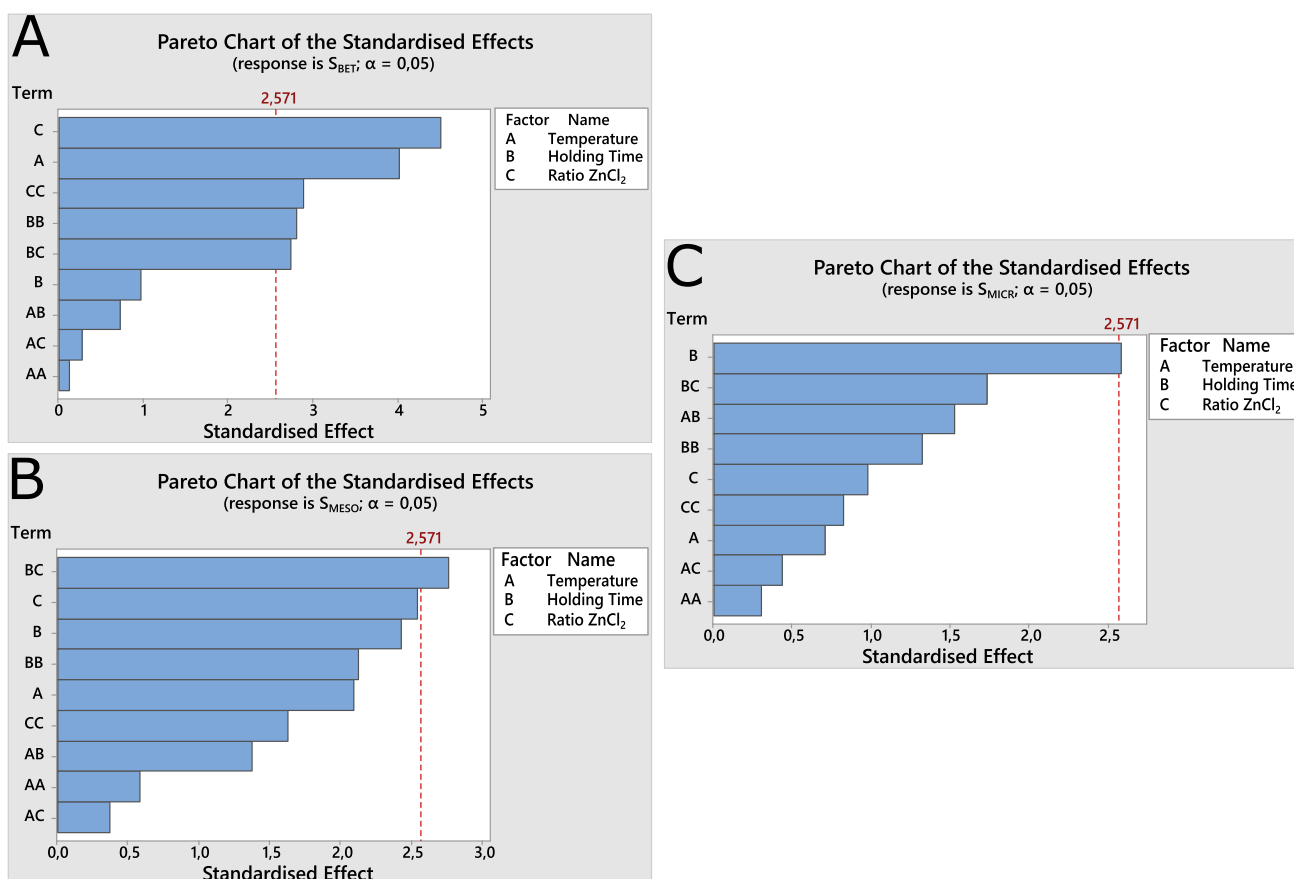 A
Pareto Chart of the Standardised Effects
(response is S_BET; α = 0,05)
Term
2,571
C
A
CC
BB
BC
B
AB
AC
AA
0 1 2 3 4 5
Standardised Effect
Factor Name
A Temperature
B Holding Time
C Ratio ZnCl₂
B
Pareto Chart of the Standardised Effects
(response is S_MESO; α = 0,05)
Term
2,571
BC
C
B
BB
A
CC
AB
AA
AC
0,0 0,5 1,0 1,5 2,0 2,5 3,0
Standardised Effect
Factor Name
A Temperature
B Holding Time
C Ratio ZnCl₂
C
Pareto Chart of the Standardised Effects
(response is S_MICR; α = 0,05)
Term
2,571
B
BC
AB
BB
C
CC
A
AC
AA
0,0 0,5 1,0 1,5 2,0 2,5
Standardised Effect
Factor Name
A Temperature
B Holding Time
C Ratio ZnCl₂